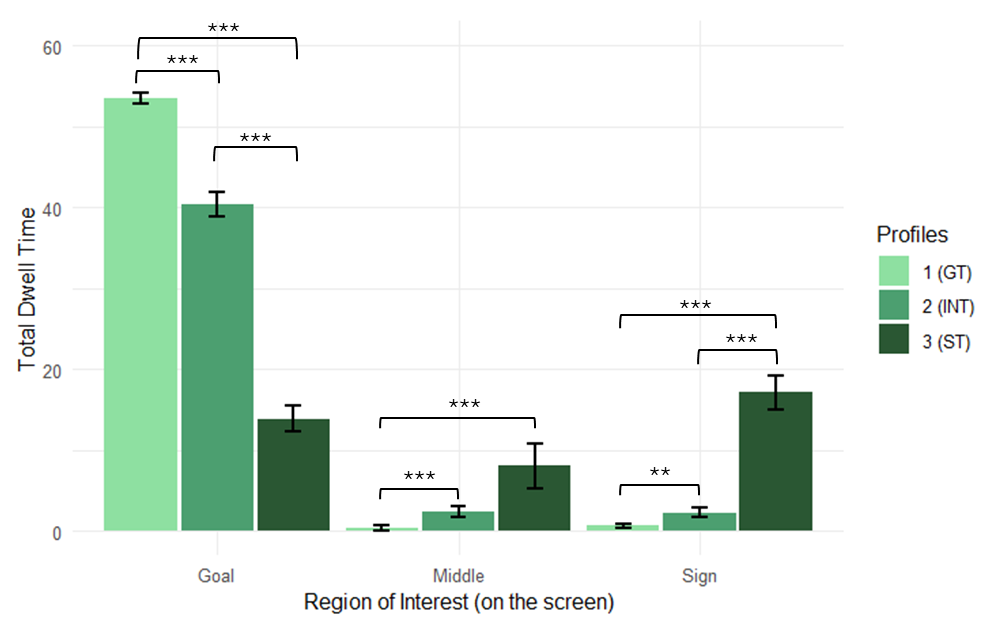 ***
60
***
***
40
Total Dwell Time
Profiles
1 (GT)
2 (INT)
3 (ST)
***
***
20
***
***
**
0
Goal
Middle
Sign
Region of Interest (on the screen)